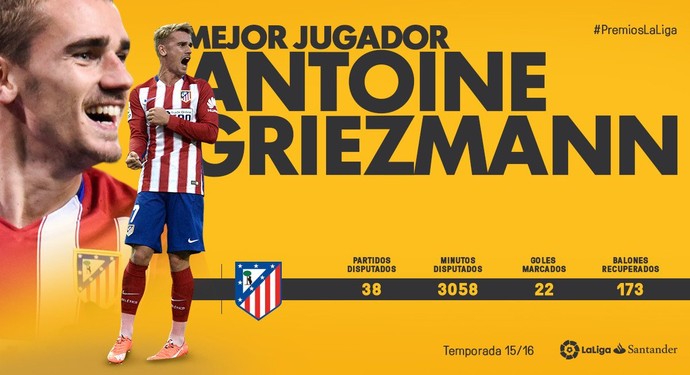 #PremiosLaLiga
MEJOR JUGADOR
ANTOINE
GRIEZMANN
PARTIDOS
DISPUTADOS
38
MINUTOS
DISPUTADOS
3058
GOLES
MARCADOS
22
BALONES
RECUPERADOS
173
7
Temporada 15/16
LaLiga Santander